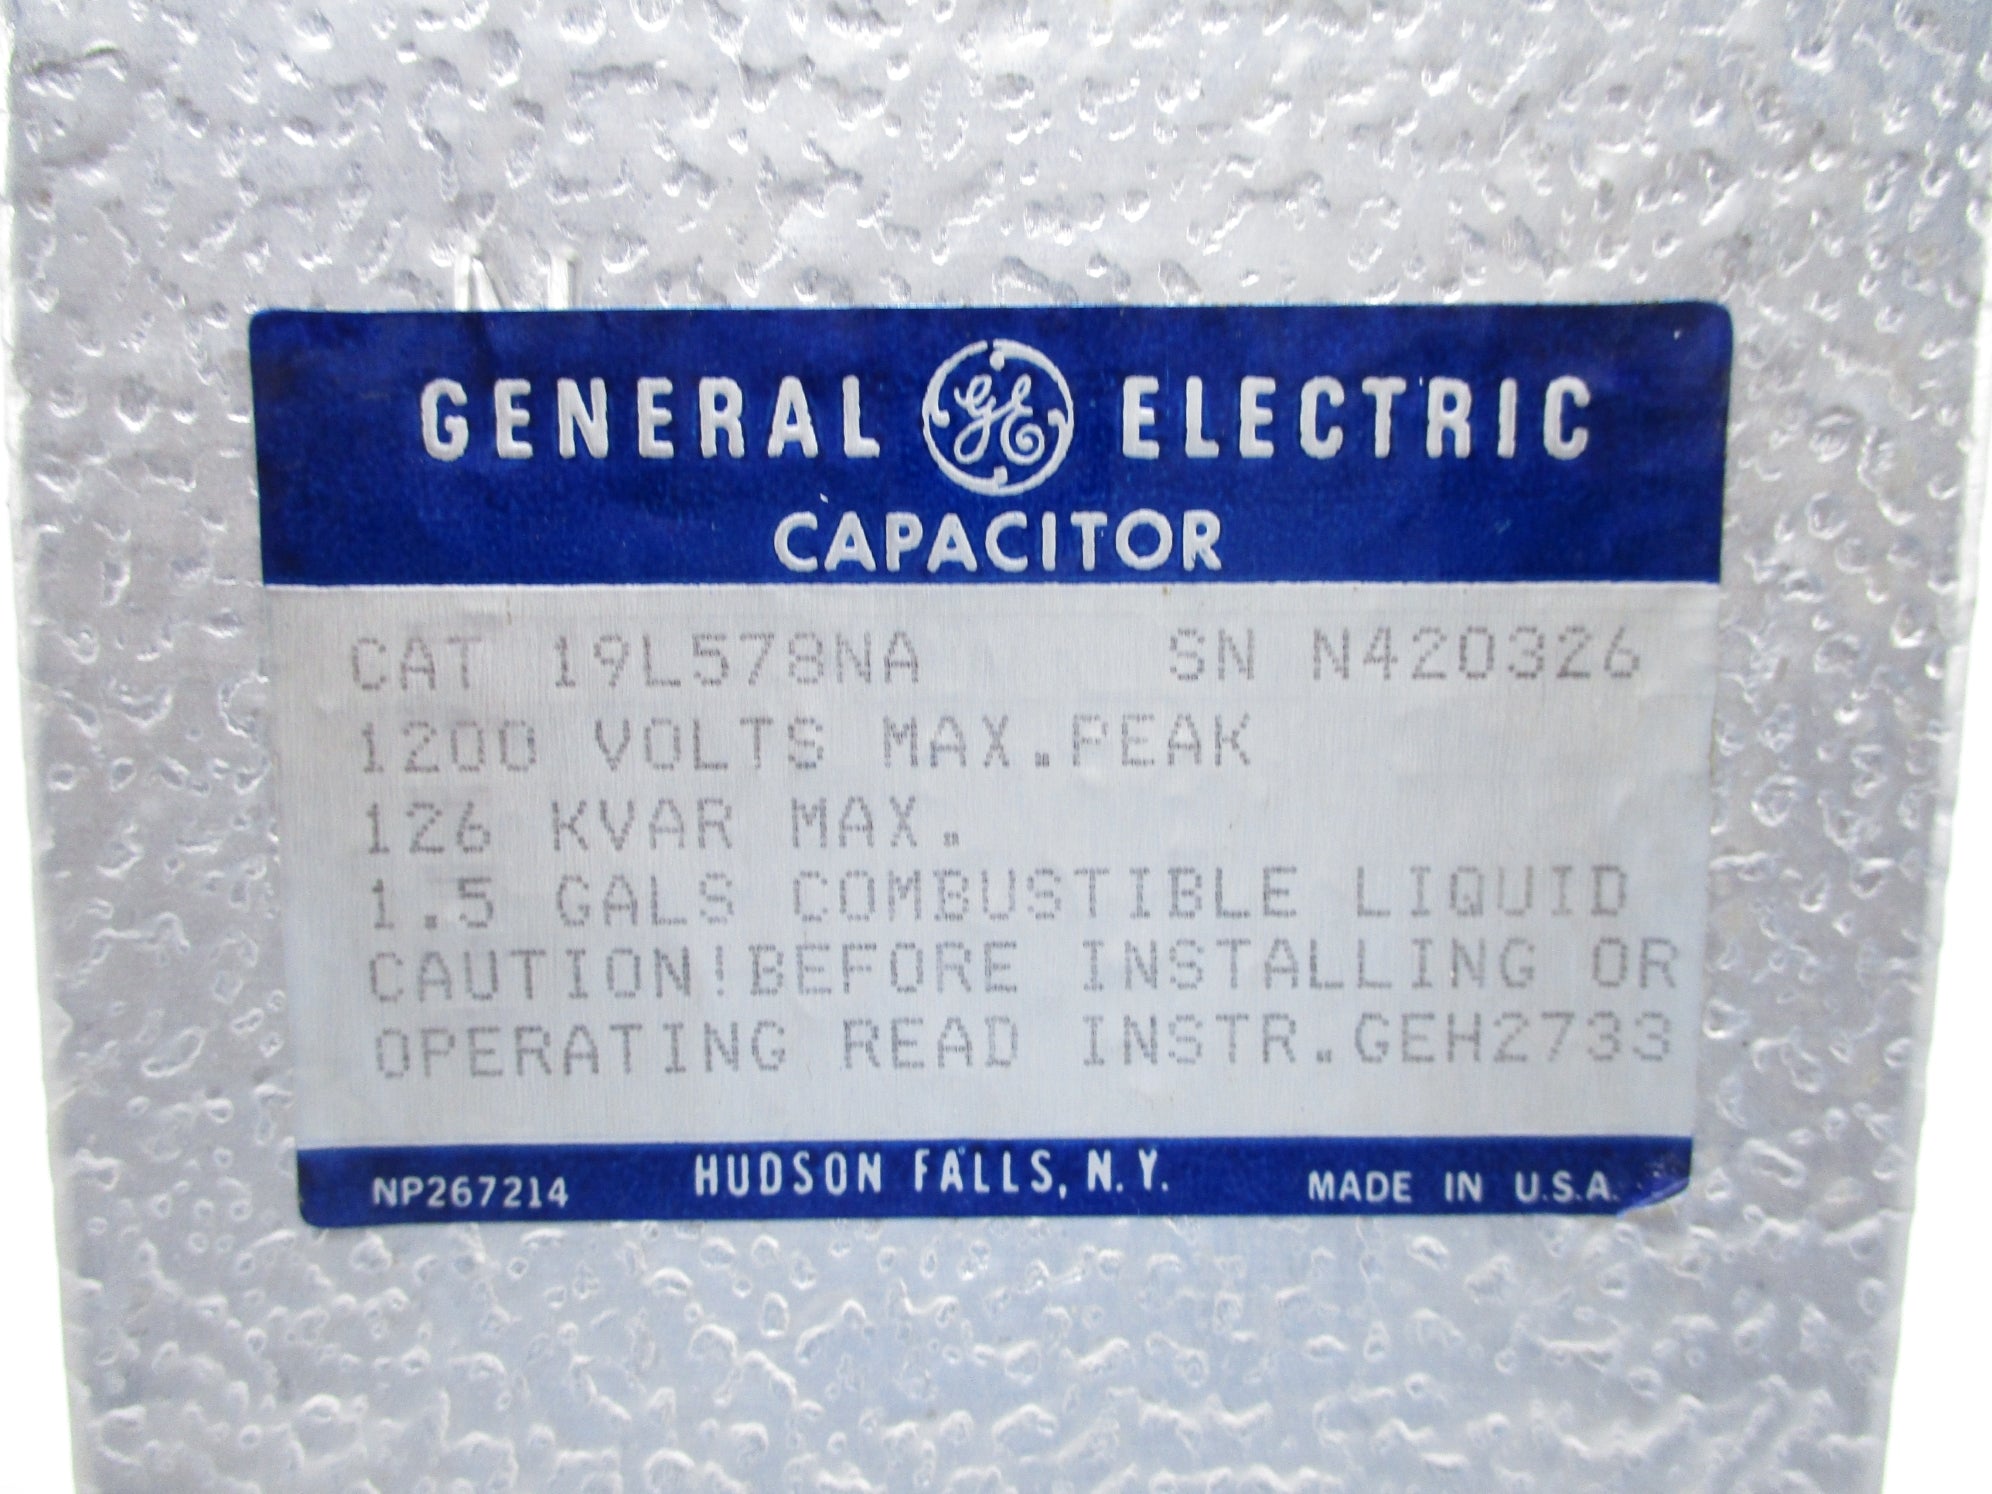 GENERAL GE ELECTRIC
CAPACITOR
CAT 19L578NA SN N420326
1200 VOLTS MAX.PEAK
126 KVAR MAX.
1.5 GALS COMBUSTIBLE LIQUID
CAUTION!BEFORE INSTALLING OR
OPERATING READ INSTR.GEH2733
NP267214 HUDSON FALLS, N.Y. MADE IN U.S.A.